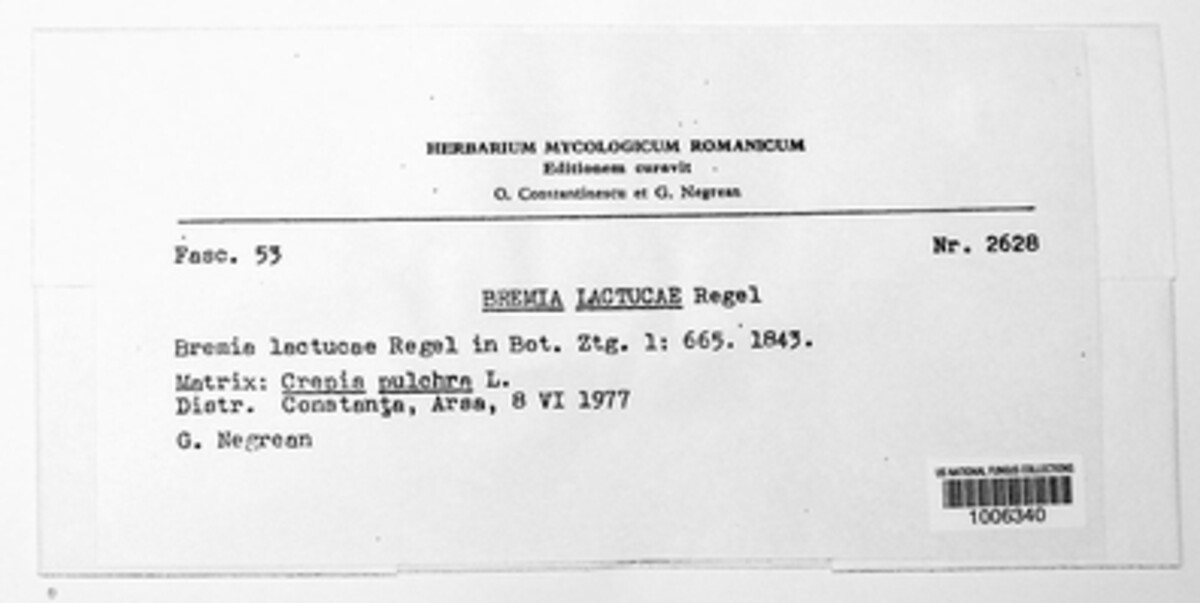 HERBARIUM MYCOLOGICUM ROMANICUM
Editionem curavit
O. Constantinescu et G. Negrean
Fasc. 53
Nr. 2628
BREMIA LACTUCAE Regel
Bremia lactucae Regel in Bot. Ztg. 1: 665. 1843.
Matrix: Crepis pulchra L.
Distr. Constanţa, Arsa, 8 VI 1977
G. Negrean
US NATIONAL FUNGUS COLLECTIONS
1006340